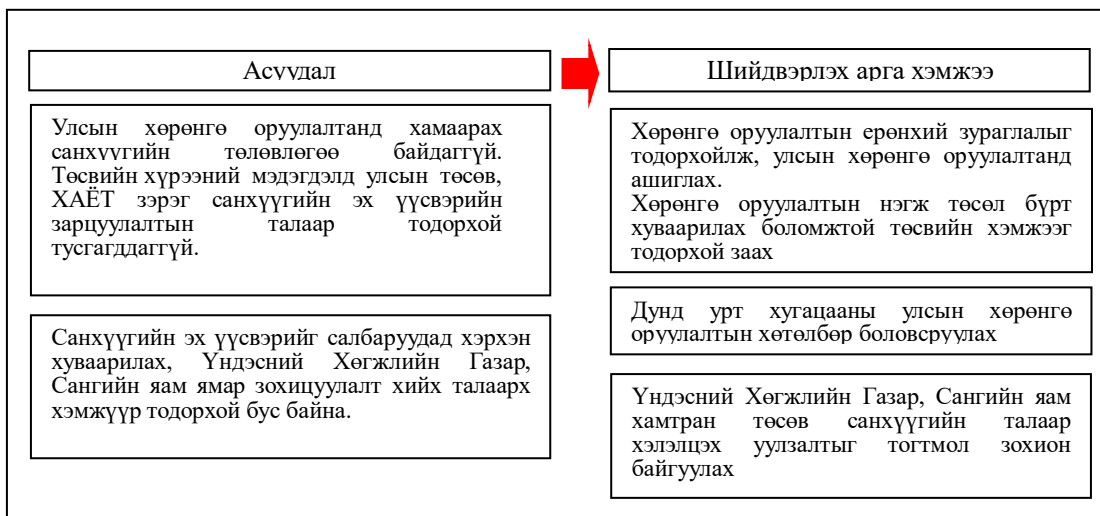 Асуудал
Улсын хөрөнгө оруулалтанд хамаарах
санхүүгийн төлөвлөгөө байдаггүй.
Төсвийн хүрээний мэдэгдэлд улсын төсөв,
ХАЁТ зэрэг санхүүгийн эх үүсвэрийн
зарцуулалтын талаар тодорхой
тусгагддаггүй.
Санхүүгийн эх үүсвэрийг салбаруудад хэрхэн
хуваарилах, Үндэсний Хөгжлийн Газар,
Сангийн яам ямар зохицуулалт хийх талаарх
хэмжүүр тодорхой бус байна.
Шийдвэрлэх арга хэмжээ
Хөрөнгө оруулалтын ерөнхий зураглалыг
тодорхойлж, улсын хөрөнгө оруулалтанд
ашиглах.
Хөрөнгө оруулалтын нэгж төсөл бүрт
хуваарилах боломжтой төсвийн хэмжээг
тодорхой заах
Дунд урт хугацааны улсын хөрөнгө
оруулалтын хөтөлбөр боловсруулах
Үндэсний Хөгжлийн Газар, Сангийн яам
хамтран төсөв санхүүгийн талаар
хэлэлцэх уулзалтыг тогтмол зохион
байгуулах